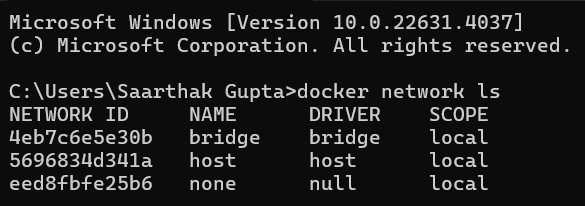 Microsoft Windows [Version 10.0.22631.4037]
(c) Microsoft Corporation. All rights reserved.
C:\Users\Saarthak Gupta>docker network ls
NETWORK ID     NAME      DRIVER    SCOPE
4eb7c6e5e30b   bridge    bridge    local
5696834d341a   host      host      local
eed8fbfe25b6   none      null      local